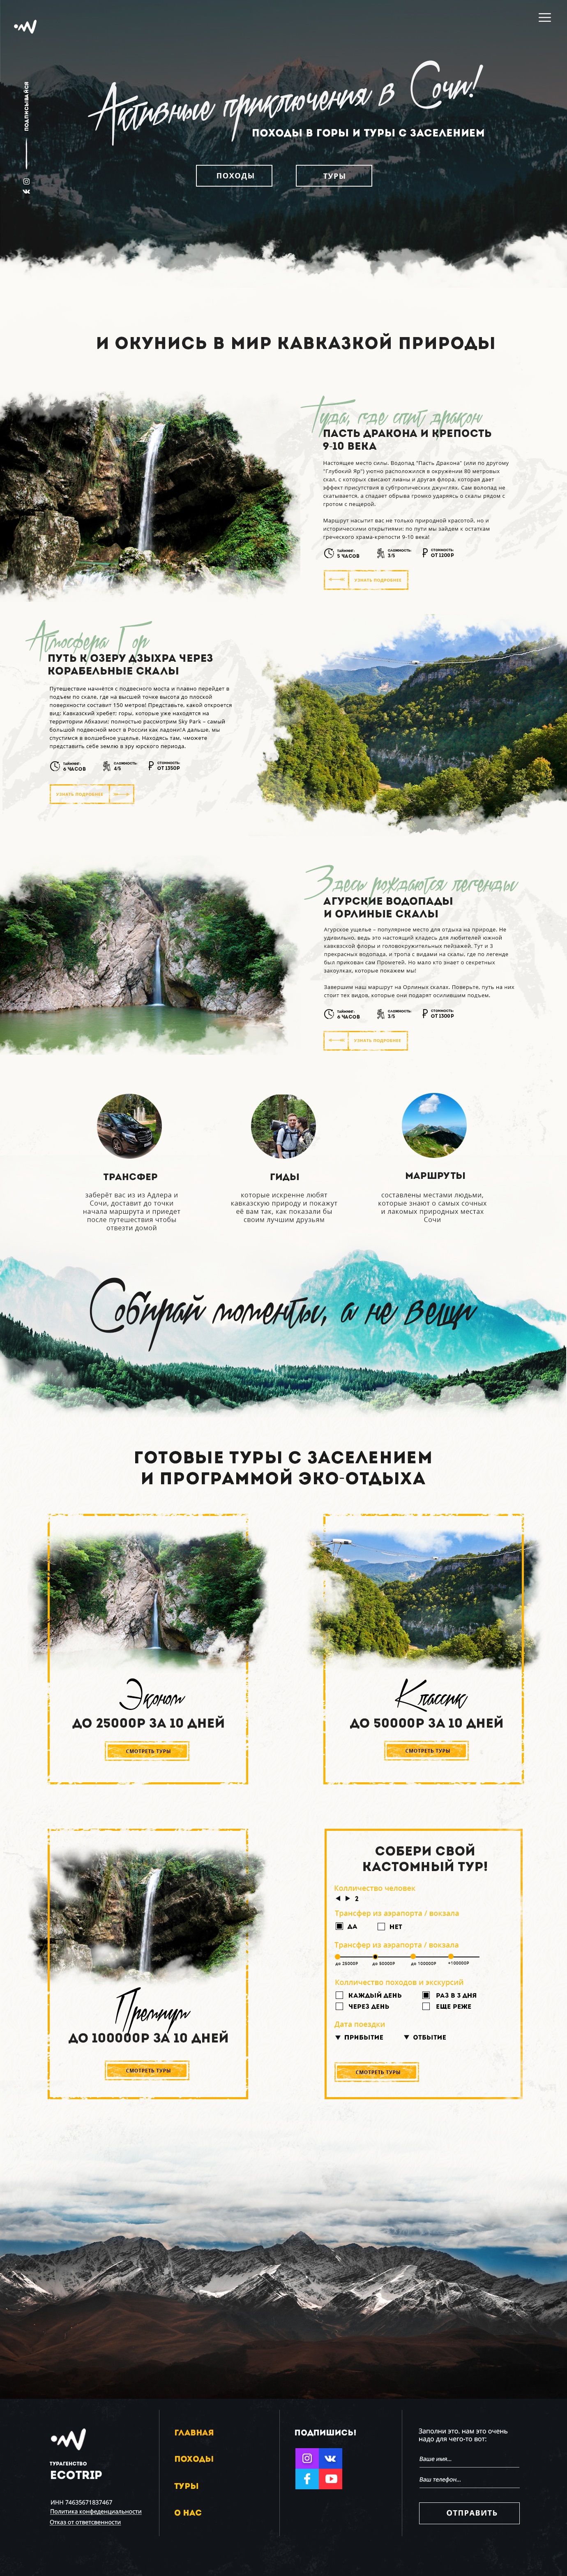 ПОДПИСЫВАЙСЯ
Активные приключения в Сочи!
ПОХОДЫ В ГОРЫ И ТУРЫ С ЗАСЕЛЕНИЕМ
ПОХОДЫ
ТУРЫ
И ОКУНИСЬ В МИР КАВКАЗКОЙ ПРИРОДЫ
Туда, где спит дракон
ПАСТЬ ДРАКОНА И КРЕПОСТЬ
9-10 ВЕКА
Настоящее место силы. Водопад "Пасть Дракона" (или по другому
"Глубокий Яр") уютно расположился в окружении 80 метровых
скал, с которых свисают лианы и другая флора, которая дает
эффект присутствия в субтропических джунглях. Сам волопад не
скатывается, а спадает обрывая громко ударяясь о скалы рядом с
гротом с пещерой.
Маршрут насытит вас не только природной красотой, но и
историческими открытиями: по пути мы зайдем к остаткам
греческого храма-крепости 9-10 века!
ТАЙМИНГ:
5 ЧАСОВ
СЛОЖНОСТЬ:
3/5
СТОИМОСТЬ:
ОТ 1200Р
УЗНАТЬ ПОДРОБНЕЕ
Атмосфера Гор
ПУТЬ К ОЗЕРУ ДЗЫХРА ЧЕРЕЗ
КОРАБЕЛЬНЫЕ СКАЛЫ
Путешествие начнётся с подвесного моста и плавно перейдет в
подъем по скале, где на высшей точке высота до плоской
поверхности составит 150 метров! Представьте, какой откроется
вид: Кавказский хребет: горы, которые уже находятся на
территории Абхазии: полностью рассмотрим Sky Park – самый
большой подвесной мост в России как ладони!А дальше, мы
спустимся в волшебное ущелье. Находясь там, чможете
представить себе землю в эру юрского периода.
ТАЙМИНГ:
6 ЧАСОВ
СЛОЖНОСТЬ:
4/5
СТОИМОСТЬ:
ОТ 1350Р
УЗНАТЬ ПОДРОБНЕЕ
Здесь рождаются легенды
АГУРСКИЕ ВОДОПАДЫ
И ОРЛИНЫЕ СКАЛЫ
Агурское ущелье – популярное место для отдыха на природе. Не
удивильно, ведь это настоящий кладесь для любителей южной
кавквзской флоры и головокружительных пейзажей. Тут и 3
прекрасных водопада, и тропа с видами на скалы, где по легенде
был прикован сам Прометей. Но мало кто знает о секретных
закоулках, которые покажем мы!
Завершим наш маршрут на Орлиных скалах. Поверьте, путь на них
стоит тех видов, которые они подарят осилившим подъем.
ТАЙМИНГ:
6 ЧАСОВ
СЛОЖНОСТЬ:
3/5
СТОИМОСТЬ:
ОТ 1300Р
УЗНАТЬ ПОДРОБНЕЕ
ТРАНСФЕР
заберёт вас из из Адлера и
Сочи, доставит до точки
начала маршрута и приедет
после путешествия чтобы
отвезти домой
ГИДЫ
которые искренне любят
кавказскую природу и покажут
её вам так, как показали бы
своим лучшим друзьям
МАРШРУТЫ
составлены местами людьми,
которые знают о самых сочных
и лакомых природных местах
Сочи
Собирай моменты, а не вещи
ГОТОВЫЕ ТУРЫ С ЗАСЕЛЕНИЕМ
И ПРОГРАММОЙ ЭКО-ОТДЫХА
Эконом
ДО 25000Р ЗА 10 ДНЕЙ
СМОТРЕТЬ ТУРЫ
Классик
ДО 50000Р ЗА 10 ДНЕЙ
СМОТРЕТЬ ТУРЫ
Премиум
ДО 100000Р ЗА 10 ДНЕЙ
СМОТРЕТЬ ТУРЫ
СОБЕРИ СВОЙ
КАСТОМНЫЙ ТУР!
Колличество человек
2
Трансфер из аэрапорта / вокзала
ДА
НЕТ
Трансфер из аэрапорта / вокзала
до 25000Р
до 50000Р
до 100000Р
+100000Р
Колличество походов и экскурсий
КАЖДЫЙ ДЕНЬ
РАЗ В 3 ДНЯ
ЧЕРЕЗ ДЕНЬ
ЕЩЕ РЕЖЕ
Дата поездки
ПРИБЫТИЕ
ОТБЫТИЕ
СМОТРЕТЬ ТУРЫ
ТУРАГЕНСТВО
ECOTRIP
ИНН 74635671837467
Политика конфеденциальности
Отказ от ответсвенности
ГЛАВНАЯ
ПОХОДЫ
ТУРЫ
О НАС
ПОДПИШИСЬ!
Заполни это, нам это очень
надо для чего-то вот:
Ваше имя...
Ваш телефон...
ОТПРАВИТЬ